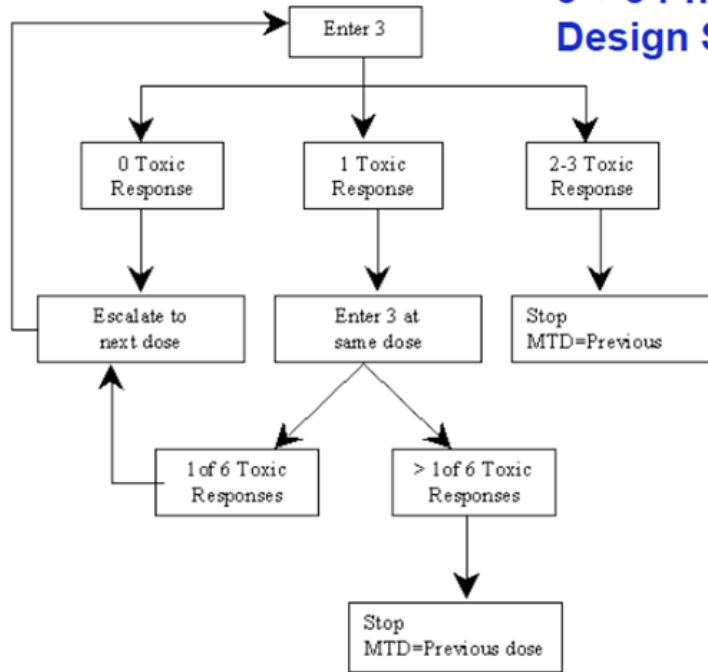 Design
Enter 3
0 Toxic
Response
1 Toxic
Response
2-3 Toxic
Response
Escalate to
next dose
Enter 3 at
same dose
Stop
MTD=Previous
1of 6 Toxic
Responses
> 1of 6 Toxic
Responses
Stop
MTD=Previous dose